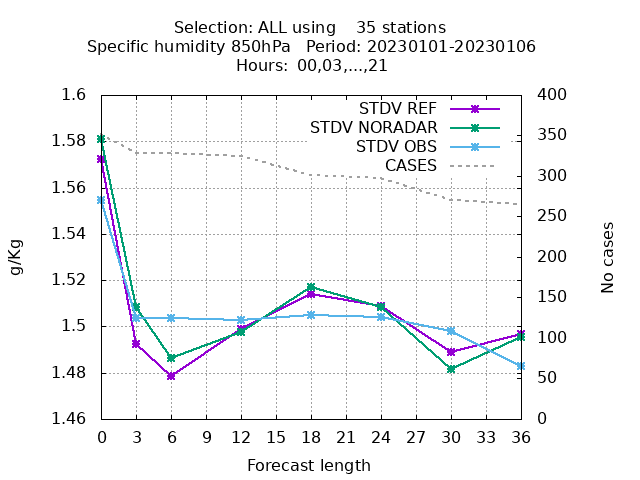 Selection: ALL using    35 stations
Specific humidity 850hPa   Period: 20230101-20230106
Hours:  00,03,...,21
STDV REF
STDV NORADAR
STDV OBS
CASES
1.6
1.58
1.56
1.54
1.52
1.5
1.48
1.46
400
350
300
250
200
150
100
50
0
g/Kg
No cases
0 3 6 9 12 15 18 21 24 27 30 33 36
Forecast length